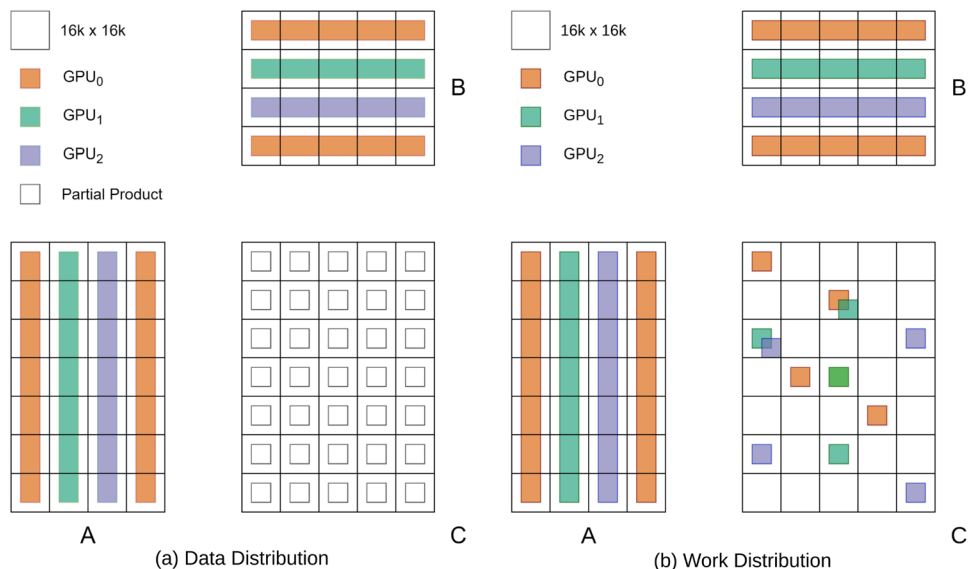 16k x 16k
GPU0
GPU1
GPU2
Partial Product
B
A
C
(a) Data Distribution
16k x 16k
GPU0
GPU1
GPU2
B
A
C
(b) Work Distribution